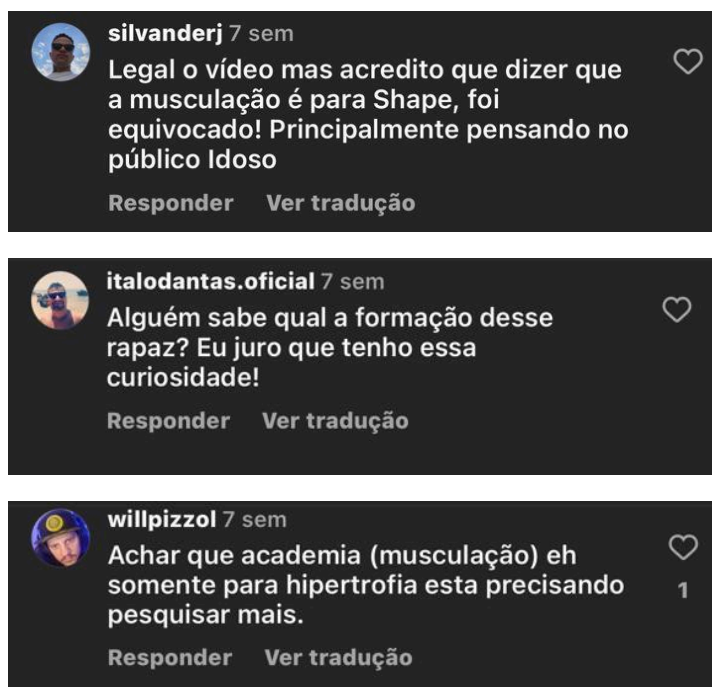 silvanderj 7 sem
Legal o vídeo mas acredito que dizer que
a musculação é para Shape, foi
equivocado! Principalmente pensando no
público Idoso
Responder Ver tradução
italodantas.oficial 7 sem
Alguém sabe qual a formação desse
rapaz? Eu juro que tenho essa
curiosidade!
Responder Ver tradução
willpizzol 7 sem
Achar que academia (musculação) eh
somente para hipertrofia esta precisando
pesquisar mais.
1
Responder Ver tradução